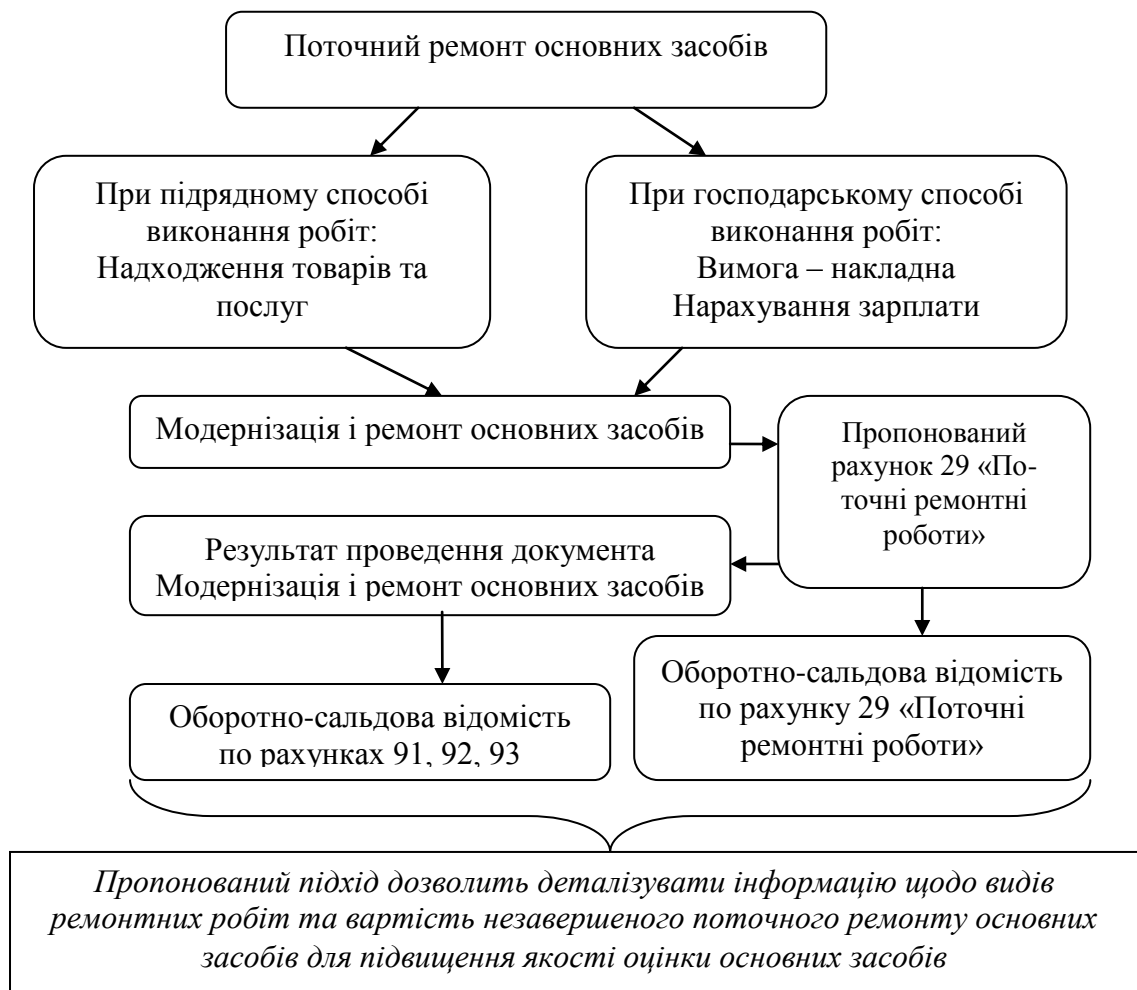 Поточний ремонт основних засобів
При підрядному способі
виконання робіт:
Надходження товарів та
послуг
При господарському способі
виконання робіт:
Вимога – накладна
Нарахування зарплати
Модернізація і ремонт основних засобів
Пропонований
рахунок 29 «По-
точні ремонтні
роботи»
Результат проведення документа
Модернізація і ремонт основних засобів
Оборотно-сальдова відомість
по рахунку 29 «Поточні
ремонтні роботи»
Оборотно-сальдова відомість
по рахунках 91, 92, 93
Пропонований підхід дозволить деталізувати інформацію щодо видів
ремонтних робіт та вартість незавершеного поточного ремонту основних
засобів для підвищення якості оцінки основних засобів